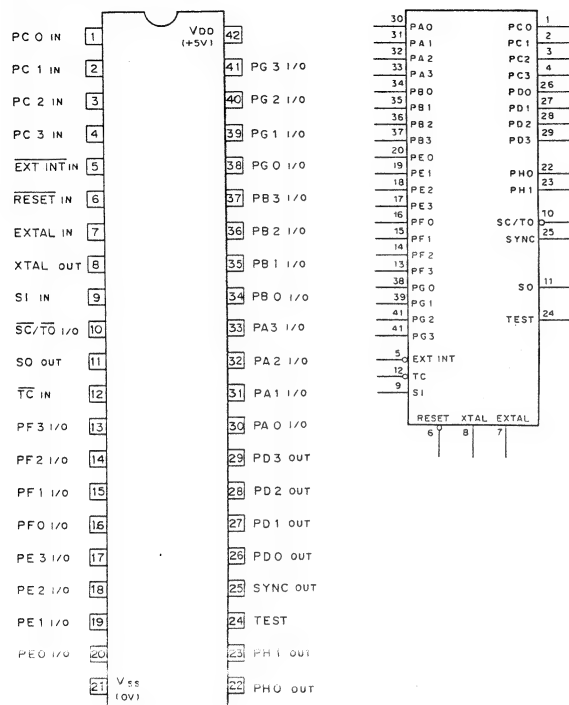 PC 0 IN 1
PC 1 IN 2
PC 2 IN 3
PC 3 IN 4
EXT INT IN 5
RESET IN 6
EXTAL IN 7
XTAL OUT 8
SI IN 9
SC/TO I/O 10
SO OUT 11
TC IN 12
PF3 I/O 13
PF2 I/O 14
PF1 I/O 15
PF0 I/O 16
PE3 I/O 17
PE2 I/O 18
PE1 I/O 19
PE0 I/O 20
21 VSS
(0V)
VDD 42
(+5V)
41 PG3 I/O
40 PG2 I/O
39 PG1 I/O
38 PG0 I/O
37 PB3 I/O
36 PB2 I/O
35 PB1 I/O
34 PB0 I/O
33 PA3 I/O
32 PA2 I/O
31 PA1 I/O
30 PA0 I/O
29 PD3 OUT
28 PD2 OUT
27 PD1 OUT
26 PD0 OUT
25 SYNC OUT
24 TEST
23 PH1 OUT
22 PH0 OUT
30 PA0
31 PA1
32 PA2
33 PA3
34 PB0
35 PB1
36 PB2
37 PB3
20 PE0
19 PE1
18 PE2
17 PE3
16 PF0
15 PF1
14 PF2
13 PF3
38 PG0
39 PG1
41 PG2
41 PG3
5 EXT INT
12 TC
9 SI
PC0 1
PC1 2
PC2 3
PC3 4
PD0 26
PD1 27
PD2 28
PD3 29
PH0 22
PH1 23
SC/TO 10
SYNC 25
SO 11
TEST 24
RESET XTAL EXTAL
6 8 7